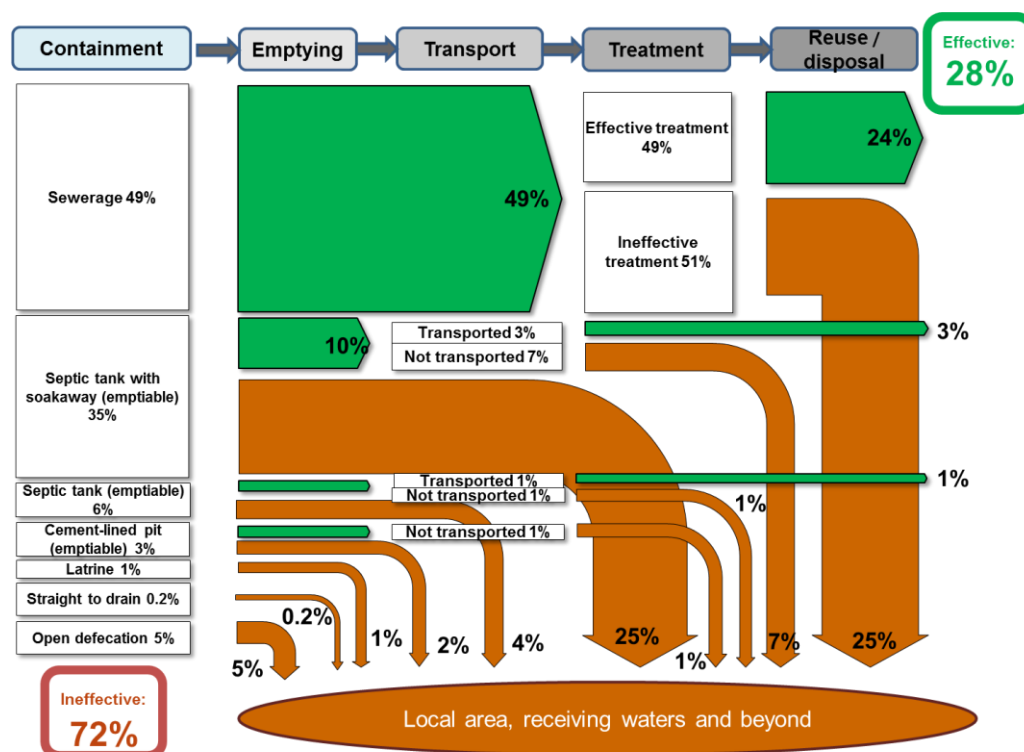 Containment
Emptying
Transport
Treatment
Reuse /
disposal
Effective:
28%
Sewerage 49%
49%
Effective treatment
49%
Ineffective
treatment 51%
24%
Septic tank with
soakaway (emptiable)
35%
10%
Transported 3%
Not transported 7%
3%
Septic tank (emptiable)
6%
Transported 1%
Not transported 1%
1%
1%
Cement-lined pit
(emptiable) 3%
Not transported 1%
Latrine 1%
Straight to drain 0.2%
Open defecation 5%
5%
0.2%
1%
2%
4%
25%
1%
7%
25%
Ineffective:
72%
Local area, receiving waters and beyond